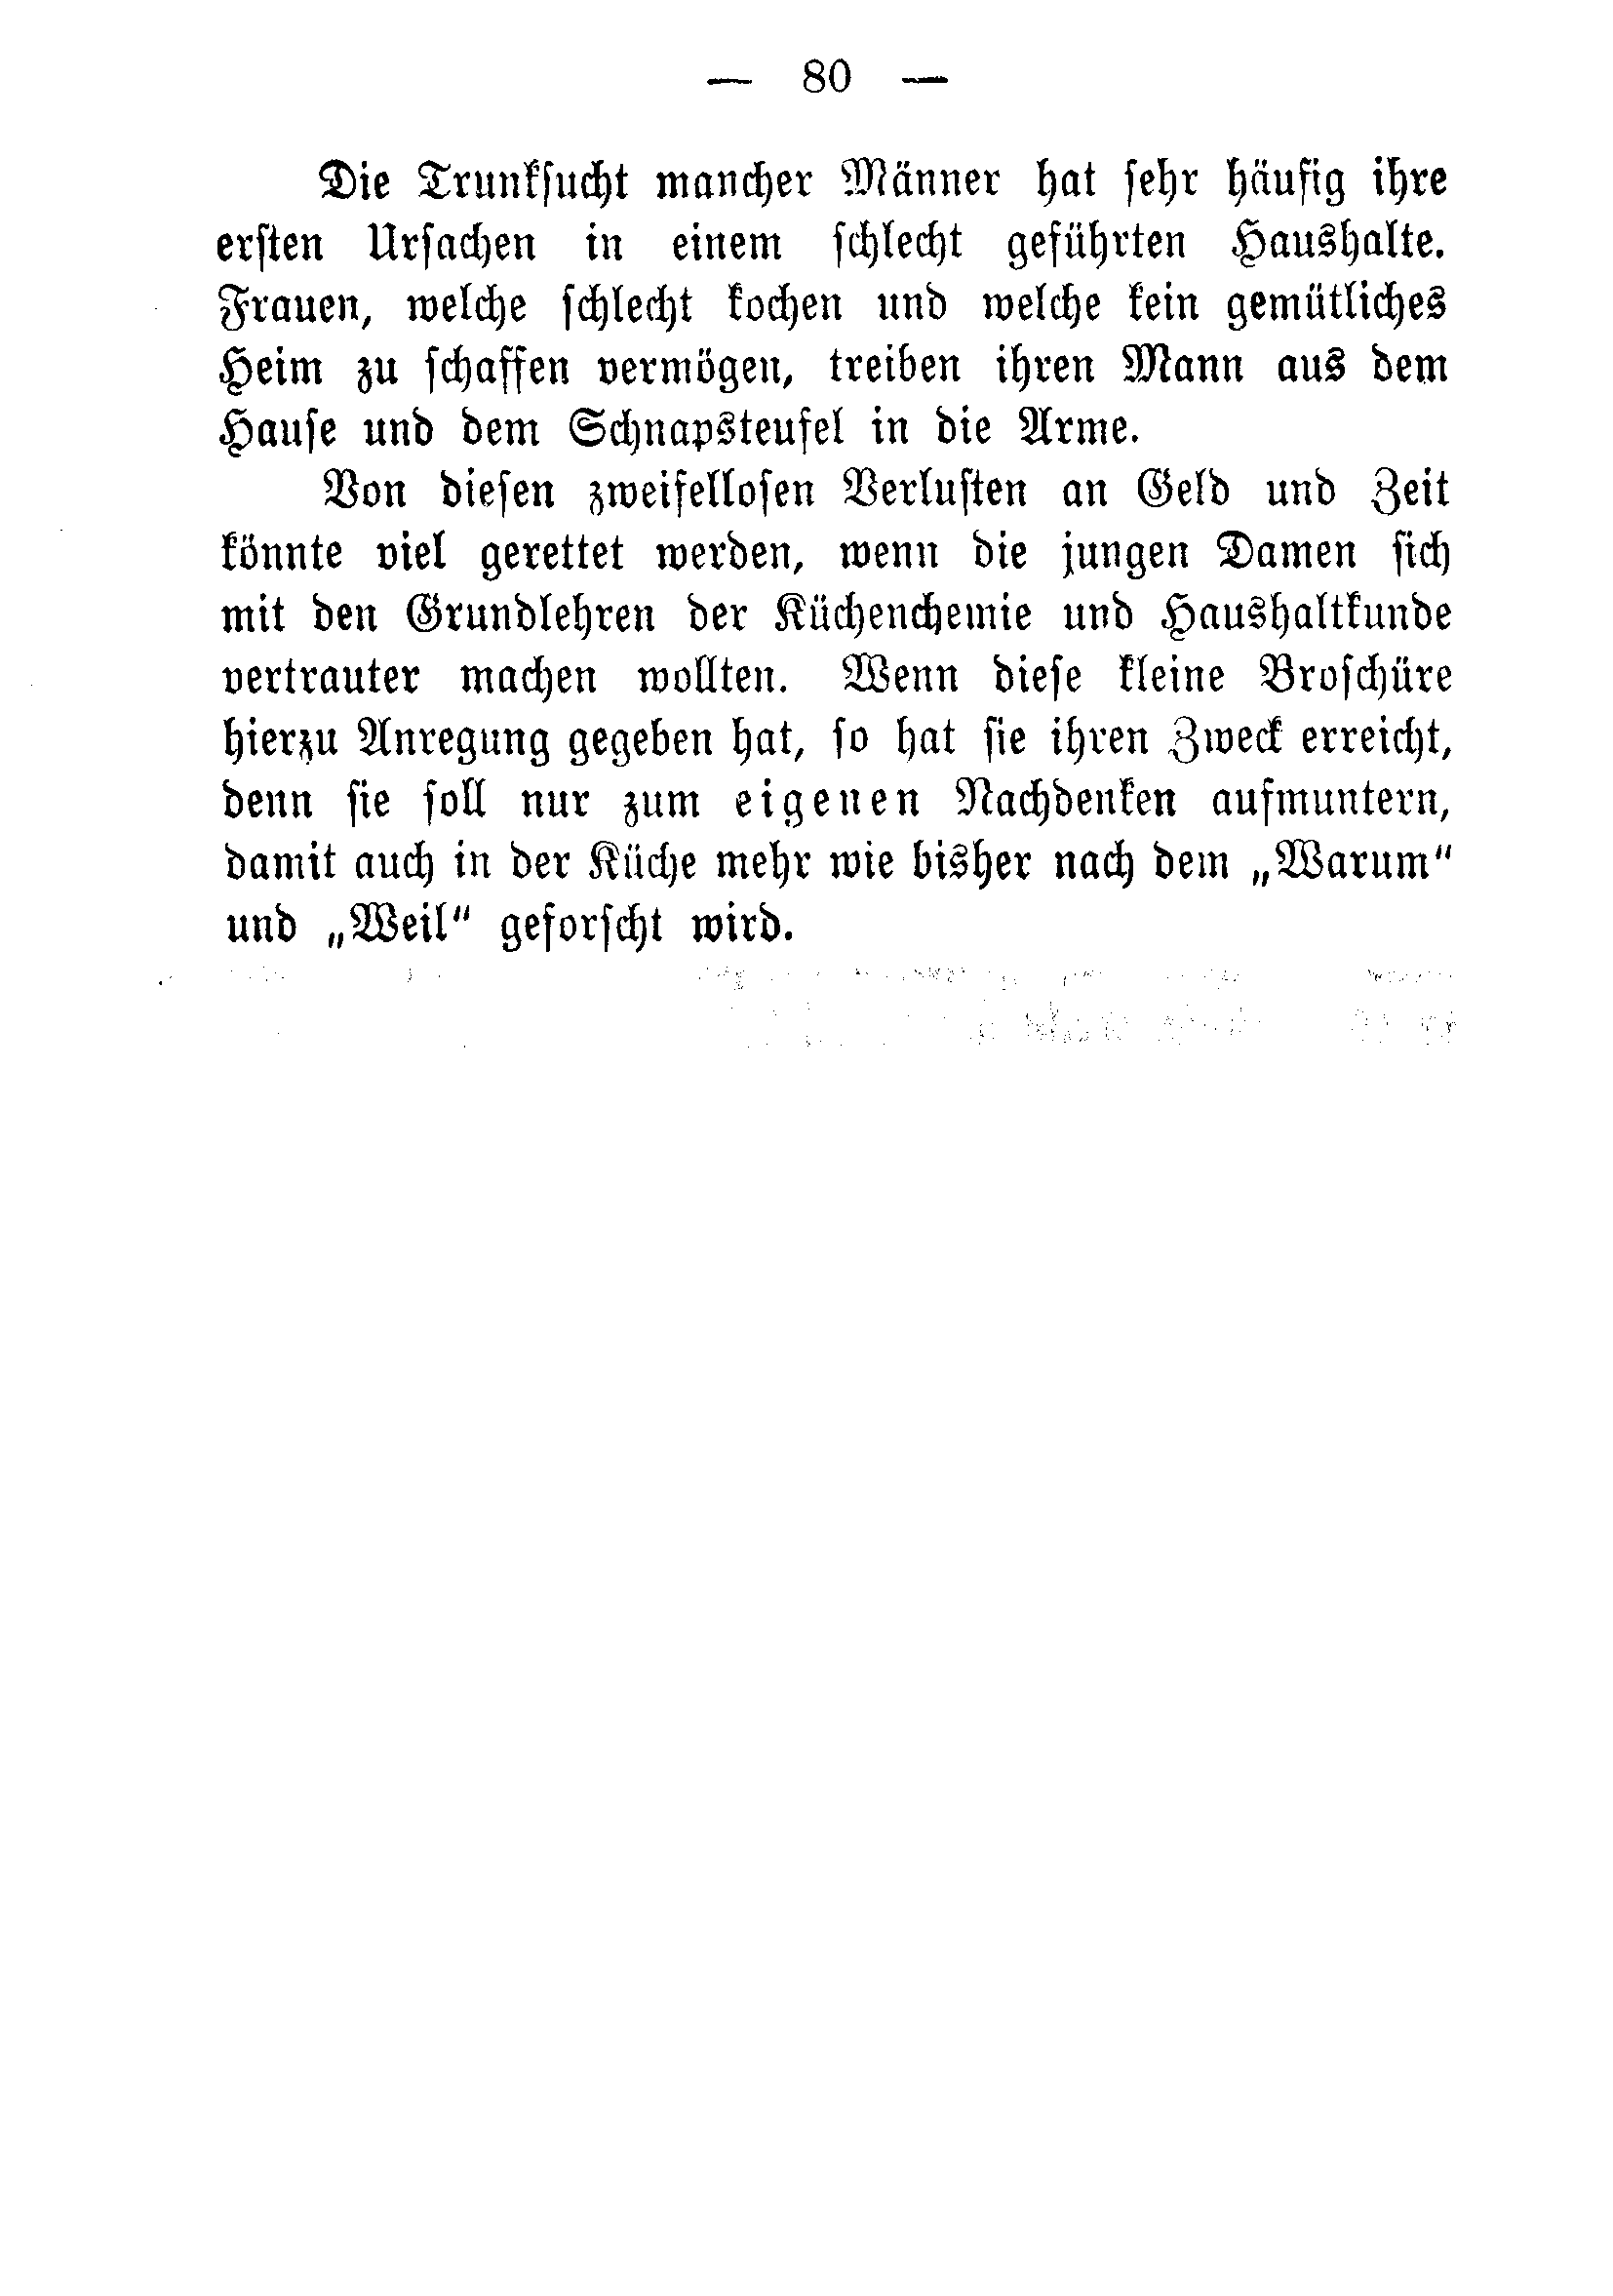 — 80 —
Die Trunkſucht mancher Männer hat ſehr häufig ihre
erſten Urſachen in einem ſchlecht geführten Haushalte.
Frauen, welche ſchlecht kochen und welche kein gemütliches
Heim zu ſchaffen vermögen, treiben ihren Mann aus dem
Hauſe und dem Schnapsteufel in die Arme.
Von dieſen zweifelloſen Verluſten an Geld und Zeit
könnte viel gerettet werden, wenn die jungen Damen ſich
mit den Grundlehren der Küchenchemie und Haushaltkunde
vertrauter machen wollten. Wenn dieſe kleine Broſchüre
hierzu Anregung gegeben hat, ſo hat ſie ihren Zweck erreicht,
denn ſie ſoll nur zum eigenen Nachdenken aufmuntern,
damit auch in der Küche mehr wie bisher nach dem „Warum“
und „Weil“ geforſcht wird.